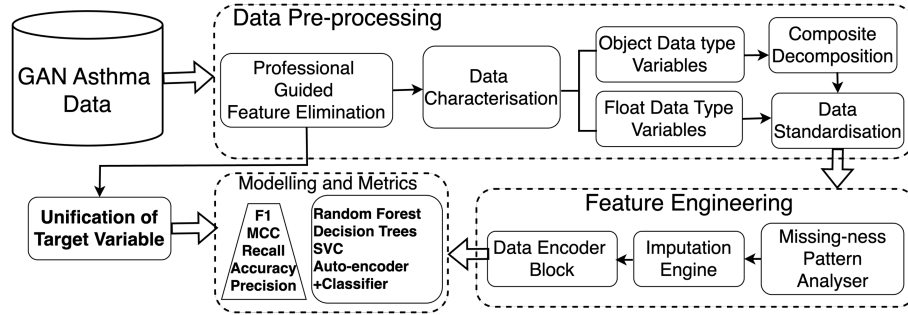 GAN Asthma
Data
Data Pre-processing
Professional
Guided
Feature Elimination
Data
Characterisation
Object Data type
Variables
Float Data Type
Variables
Composite
Decomposition
Data
Standardisation
Unification of
Target Variable
Modelling and Metrics
F1
MCC
Recall
Accuracy
Precision
Random Forest
Decision Trees
SVC
Auto-encoder
+Classifier
Feature Engineering
Data Encoder
Block
Imputation
Engine
Missing-ness
Pattern
Analyser